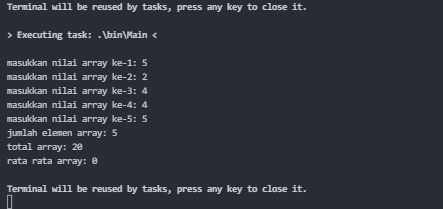 Terminal will be reused by tasks, press any key to close it.
> Executing task: .\bin\Main <
masukkan nilai array ke-1: 5
masukkan nilai array ke-2: 2
masukkan nilai array ke-3: 4
masukkan nilai array ke-4: 4
masukkan nilai array ke-5: 5
jumlah elemen array: 5
total array: 20
rata rata array: 0
Terminal will be reused by tasks, press any key to close it.